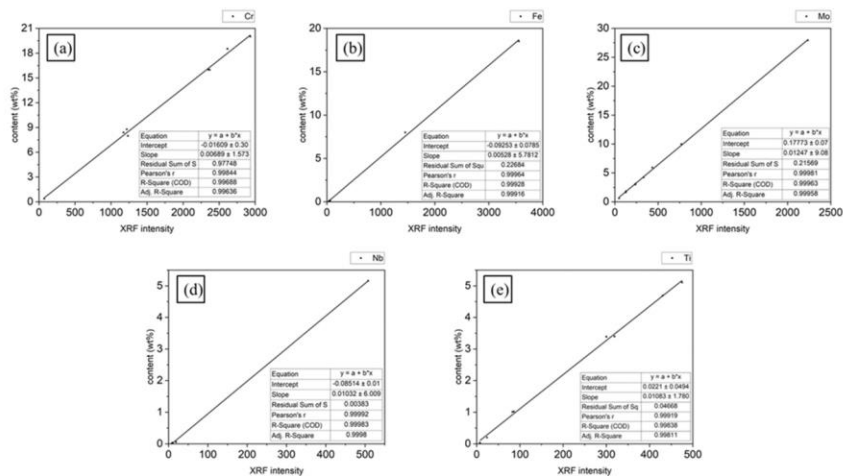 Cr
(a)
content (wt%)
21
18
15
12
9
6
3
0
Equation y = a + b*x
Intercept -0.01609 ± 0.30
Slope 0.00689 ± 1.573
Residual Sum of S 0.97748
Pearson's r 0.99844
R-Square (COD) 0.99688
Adj. R-Square 0.99636
0 500 1000 1500 2000 2500 3000
XRF intensity
Fe
(b)
content (wt%)
20
15
10
5
0
Equation y = a + b*x
Intercept -0.09253 ± 0.0785
Slope 0.00528 ± 5.7812
Residual Sum of Squ 0.22684
Pearson's r 0.99964
R-Square (COD) 0.99928
Adj. R-Square 0.99916
0 1000 2000 3000 4000
XRF intensity
Mo
(c)
content (wt%)
30
25
20
15
10
5
0
Equation y = a + b*x
Intercept 0.17773 ± 0.07
Slope 0.01247 ± 9.08
Residual Sum of S 0.21569
Pearson's r 0.99981
R-Square (COD) 0.99963
Adj. R-Square 0.99958
0 500 1000 1500 2000 2500
XRF intensity
Nb
(d)
content (wt%)
5
4
3
2
1
0
Equation y = a + b*x
Intercept -0.08514 ± 0.01
Slope 0.01032 ± 6.009
Residual Sum of S 0.00383
Pearson's r 0.99992
R-Square (COD) 0.99983
Adj. R-Square 0.9998
0 100 200 300 400 500
XRF intensity
Ti
(e)
content (wt%)
5
4
3
2
1
0
Equation y = a + b*x
Intercept 0.0221 ± 0.0494
Slope 0.01083 ± 1.780
Residual Sum of Sq 0.04668
Pearson's r 0.99919
R-Square (COD) 0.99838
Adj. R-Square 0.99811
0 100 200 300 400 500
XRF intensity